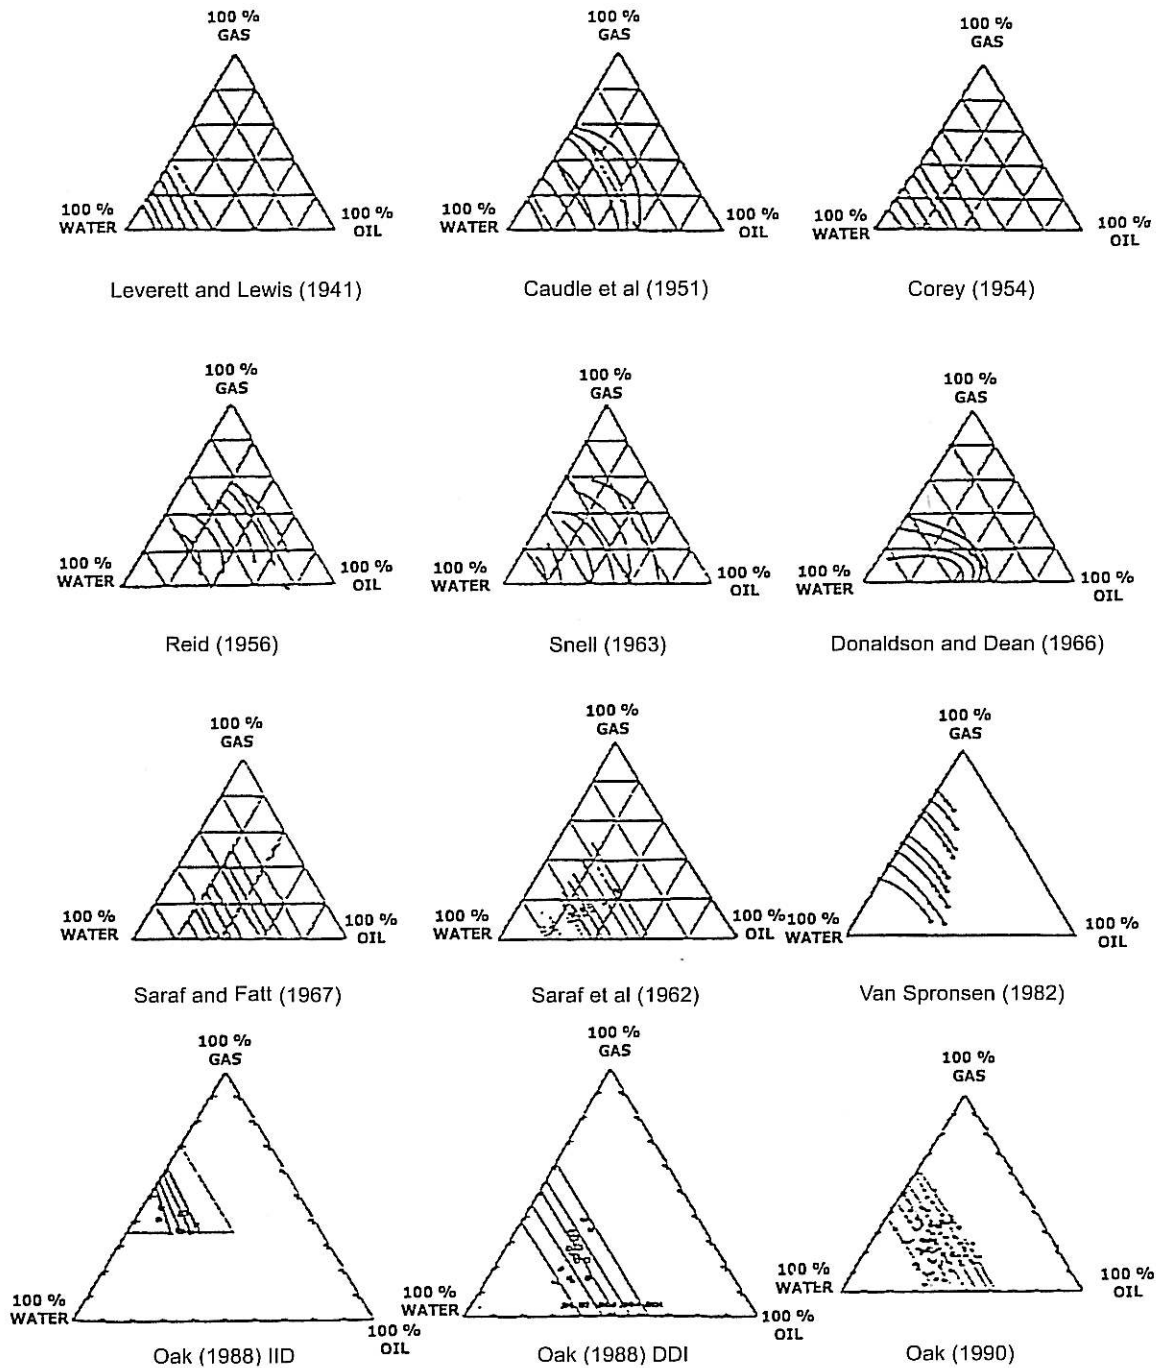 100 %
GAS
100 %
WATER
100 %
OIL
Leverett and Lewis (1941)
100 %
GAS
100 %
WATER
100 %
OIL
Caudle et al (1951)
100 %
GAS
100 %
WATER
100 %
OIL
Corey (1954)
100 %
GAS
100 %
WATER
100 %
OIL
Reid (1956)
100 %
GAS
100 %
WATER
100 %
OIL
Snell (1963)
100 %
GAS
100 %
WATER
100 %
OIL
Donaldson and Dean (1966)
100 %
GAS
100 %
WATER
100 %
OIL
Saraf and Fatt (1967)
100 %
GAS
100 %
WATER
100 %
OIL
Saraf et al (1962)
100 %
GAS
100 %
WATER
100 %
OIL
Van Spronsen (1982)
100 %
GAS
100 %
WATER
100 %
OIL
Oak (1988) IID
100 %
GAS
100 %
WATER
100 %
OIL
Oak (1988) DDI
100 %
GAS
100 %
WATER
100 %
OIL
Oak (1990)